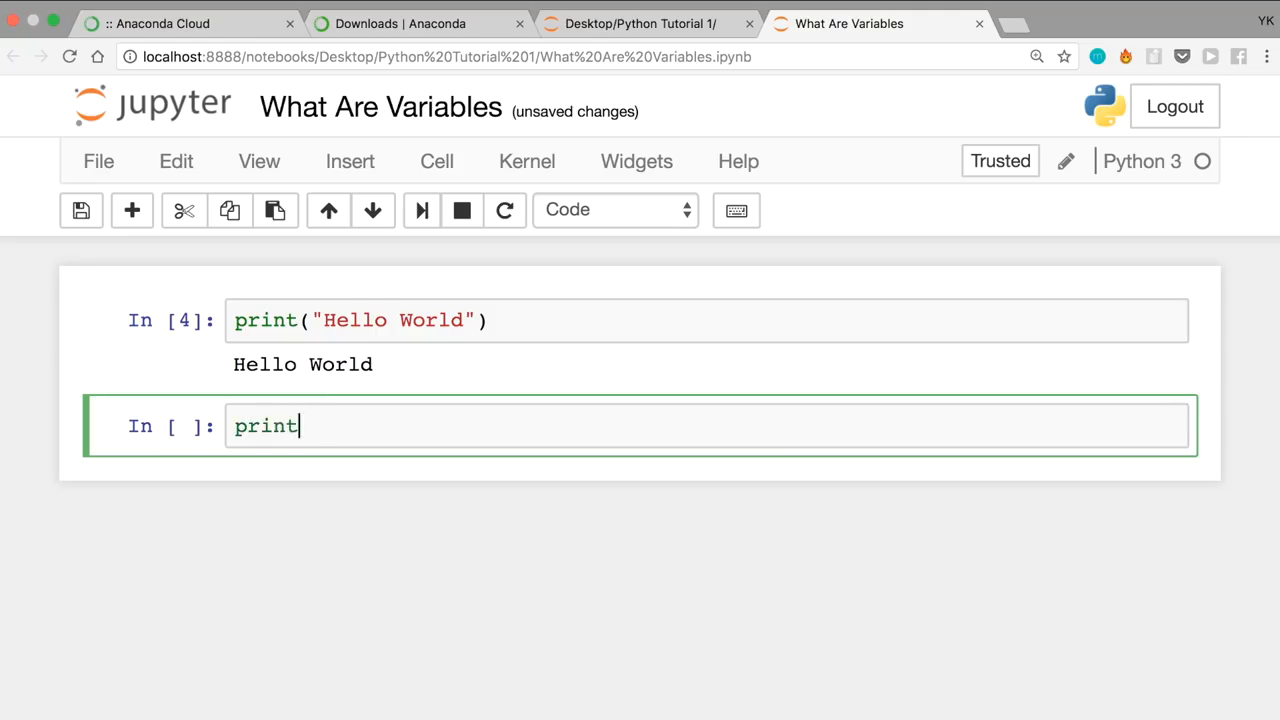 :: Anaconda Cloud
Downloads | Anaconda
Desktop/Python Tutorial 1/
What Are Variables
YK
localhost:8888/notebooks/Desktop/Python%20Tutorial%201/What%20Are%20Variables.ipynb
jupyter
What Are Variables (unsaved changes)
Logout
File Edit View Insert Cell Kernel Widgets Help
Trusted
Python 3
Code
In [4]: print("Hello World")
Hello World
In [ ]: print